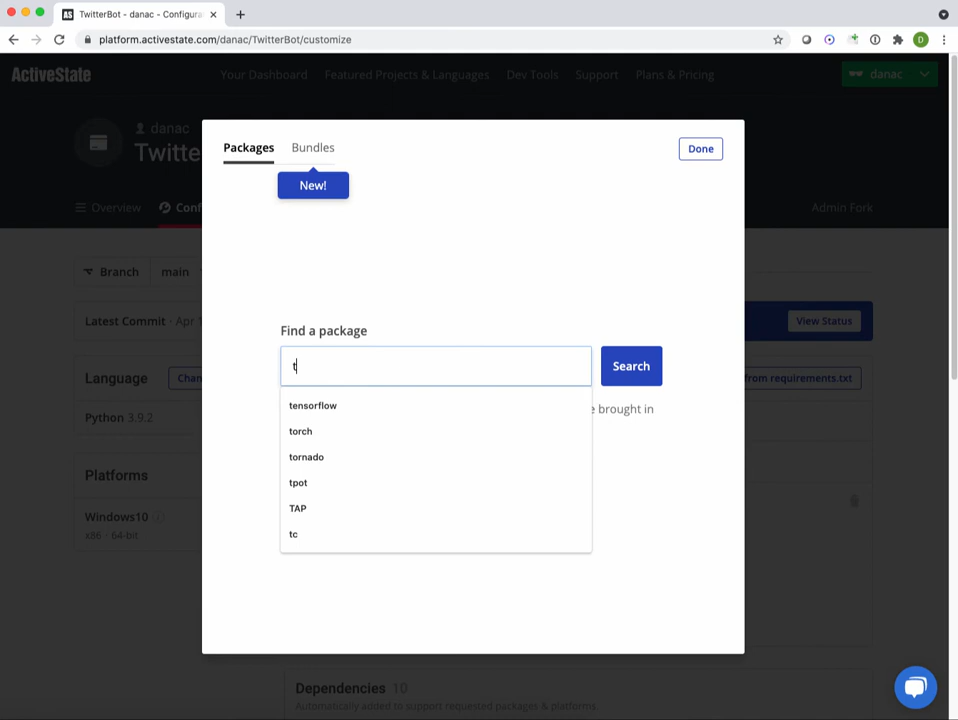 TwitterBot - danac - Configura
platform.activestate.com/danac/TwitterBot/customize
D
ActiveState
Your Dashboard
Featured Projects & Languages
Dev Tools
Support
Plans & Pricing
danac
danac
Twitte
Overview
Conf
Admin Fork
Packages
Bundles
Done
New!
Branch
main
Latest Commit · Apr
View Status
Language
Chan
from requirements.txt
Python 3.9.2
Platforms
Windows10
x86 · 64-bit
Find a package
t
Search
e brought in
tensorflow
torch
tornado
tpot
TAP
tc
Dependencies 10
Automatically added to support requested packages & platforms.